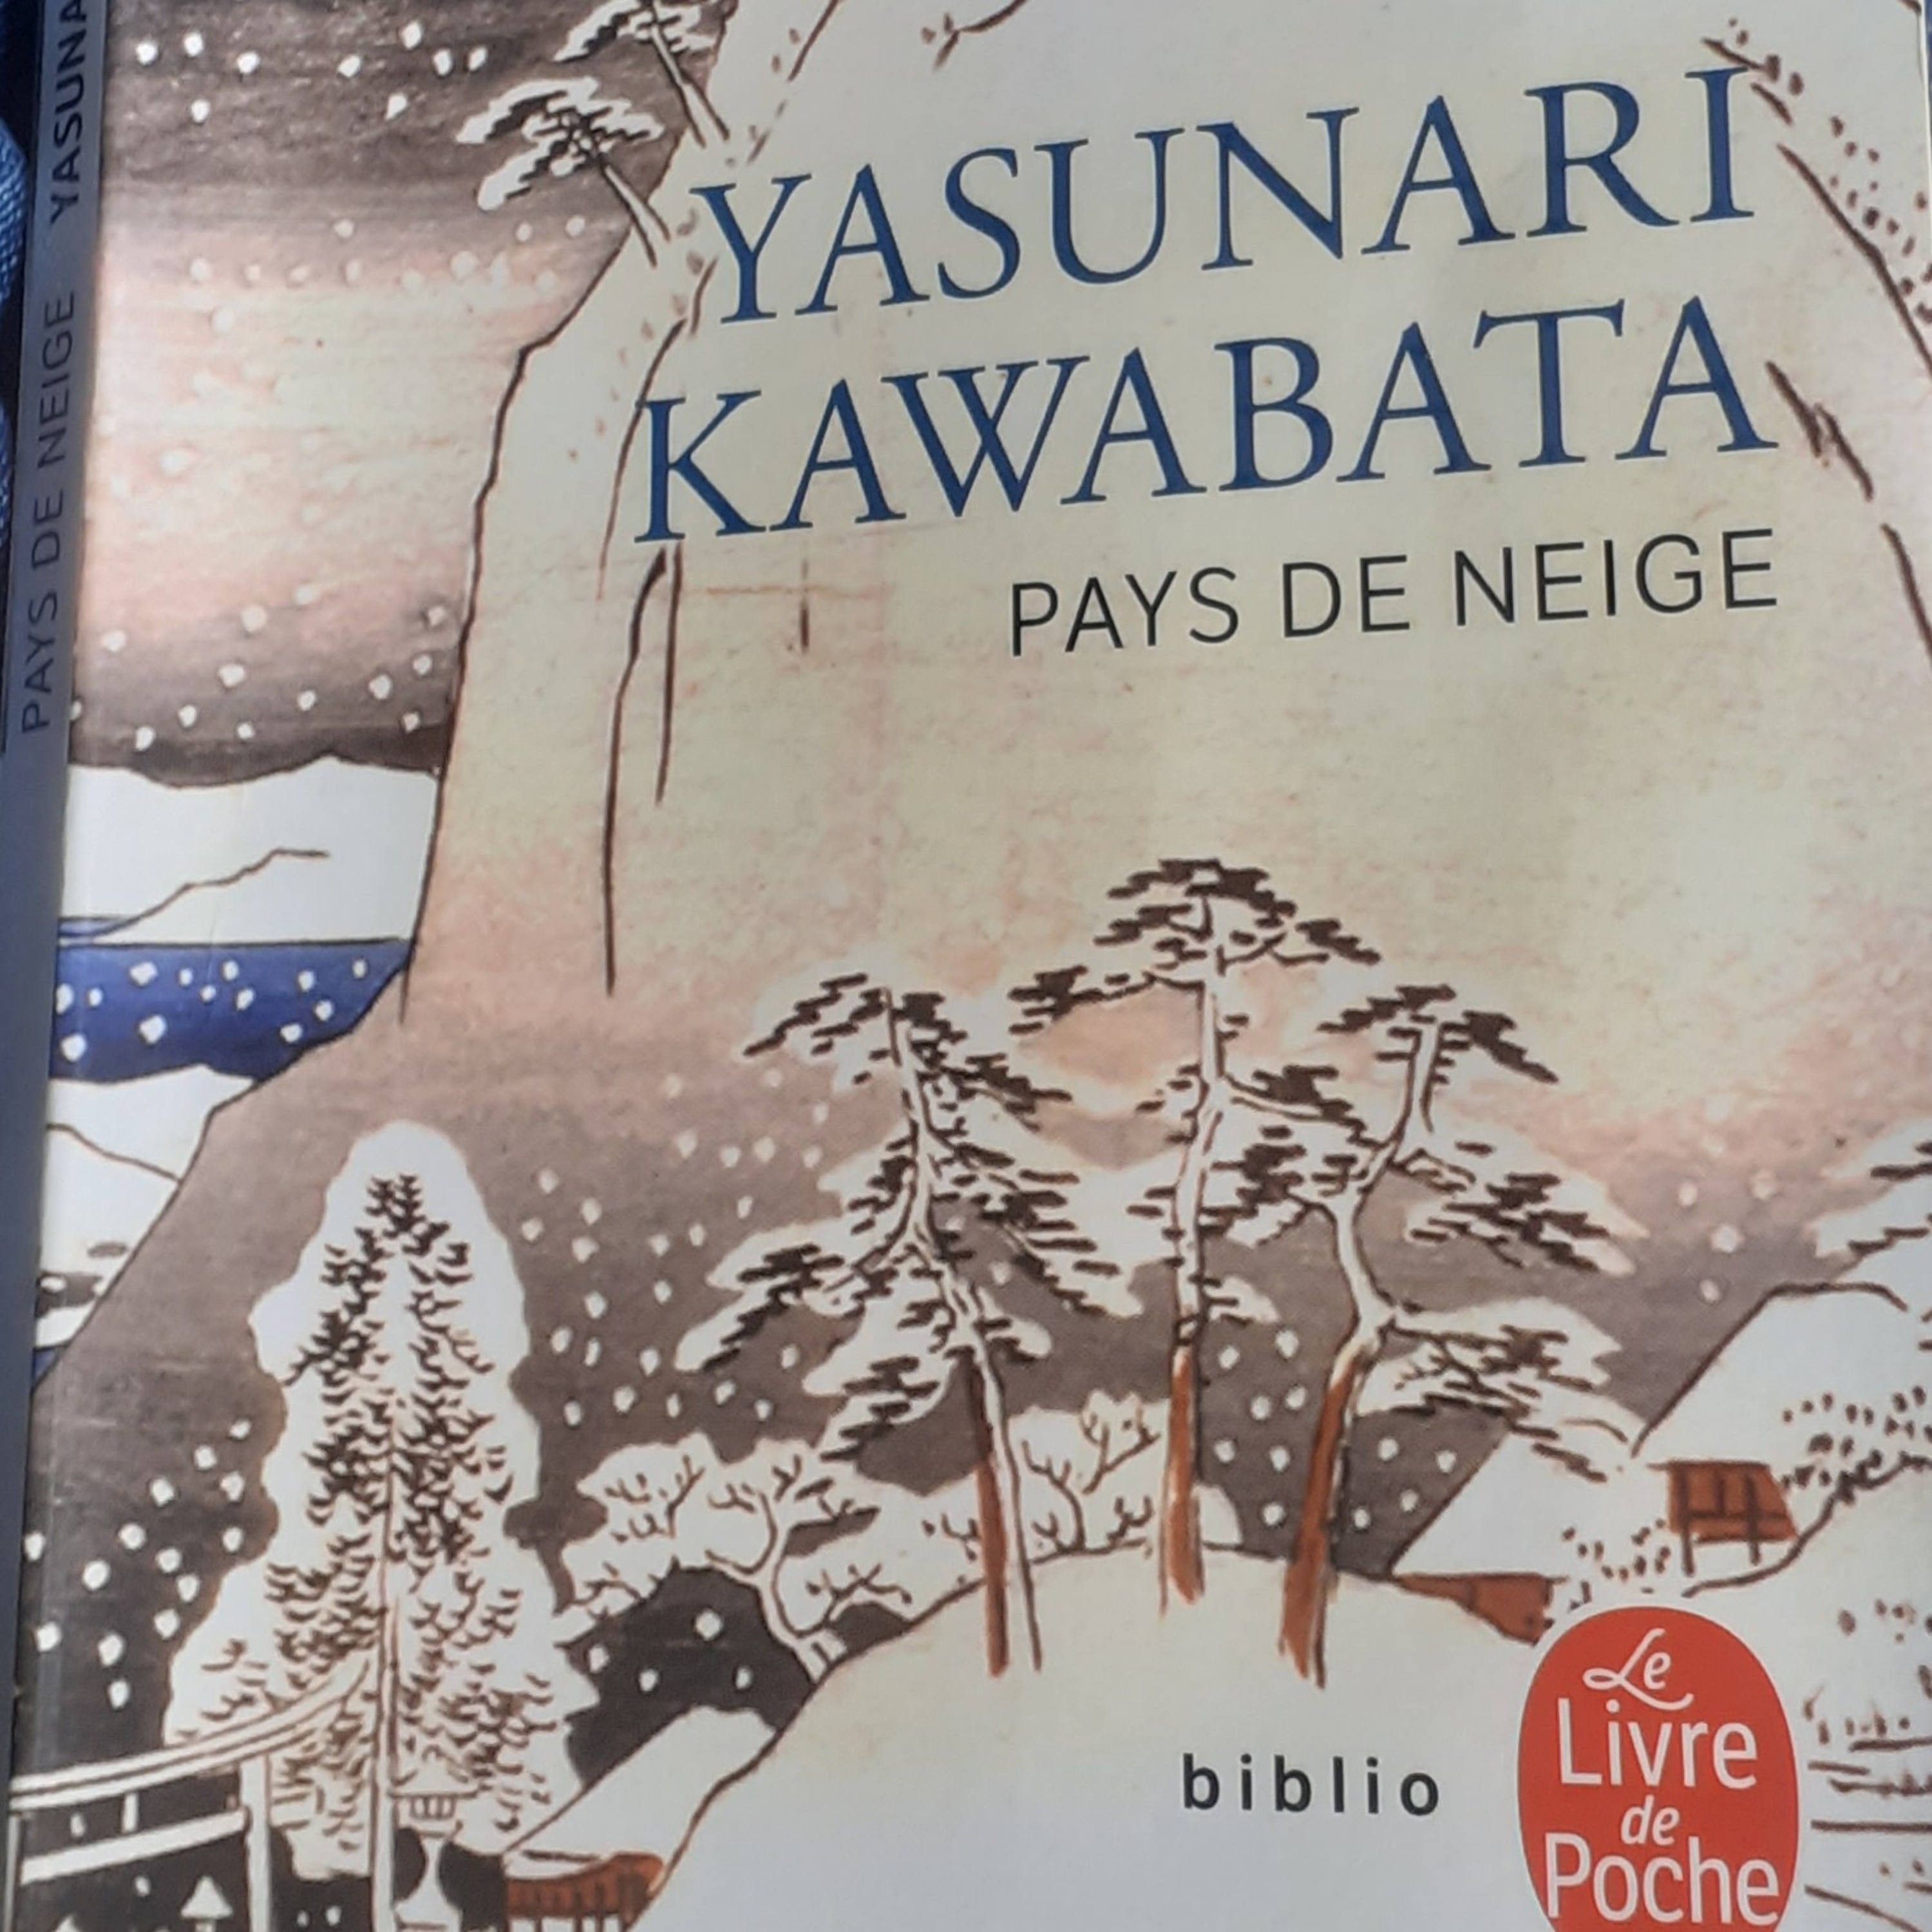 YASUNARI
KAWABATA
PAYS DE NEIGE
biblio
Le
Livre
de
Poche
PAYS DE NEIGE YASUNA